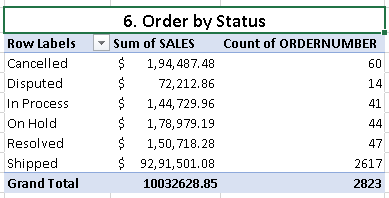 6. Order by Status
Row Labels Sum of SALES Count of ORDERNUMBER
Cancelled $ 1,94,487.48 60
Disputed $ 72,212.86 14
In Process $ 1,44,729.96 41
On Hold $ 1,78,979.19 44
Resolved $ 1,50,718.28 47
Shipped $ 92,91,501.08 2617
Grand Total 10032628.85 2823